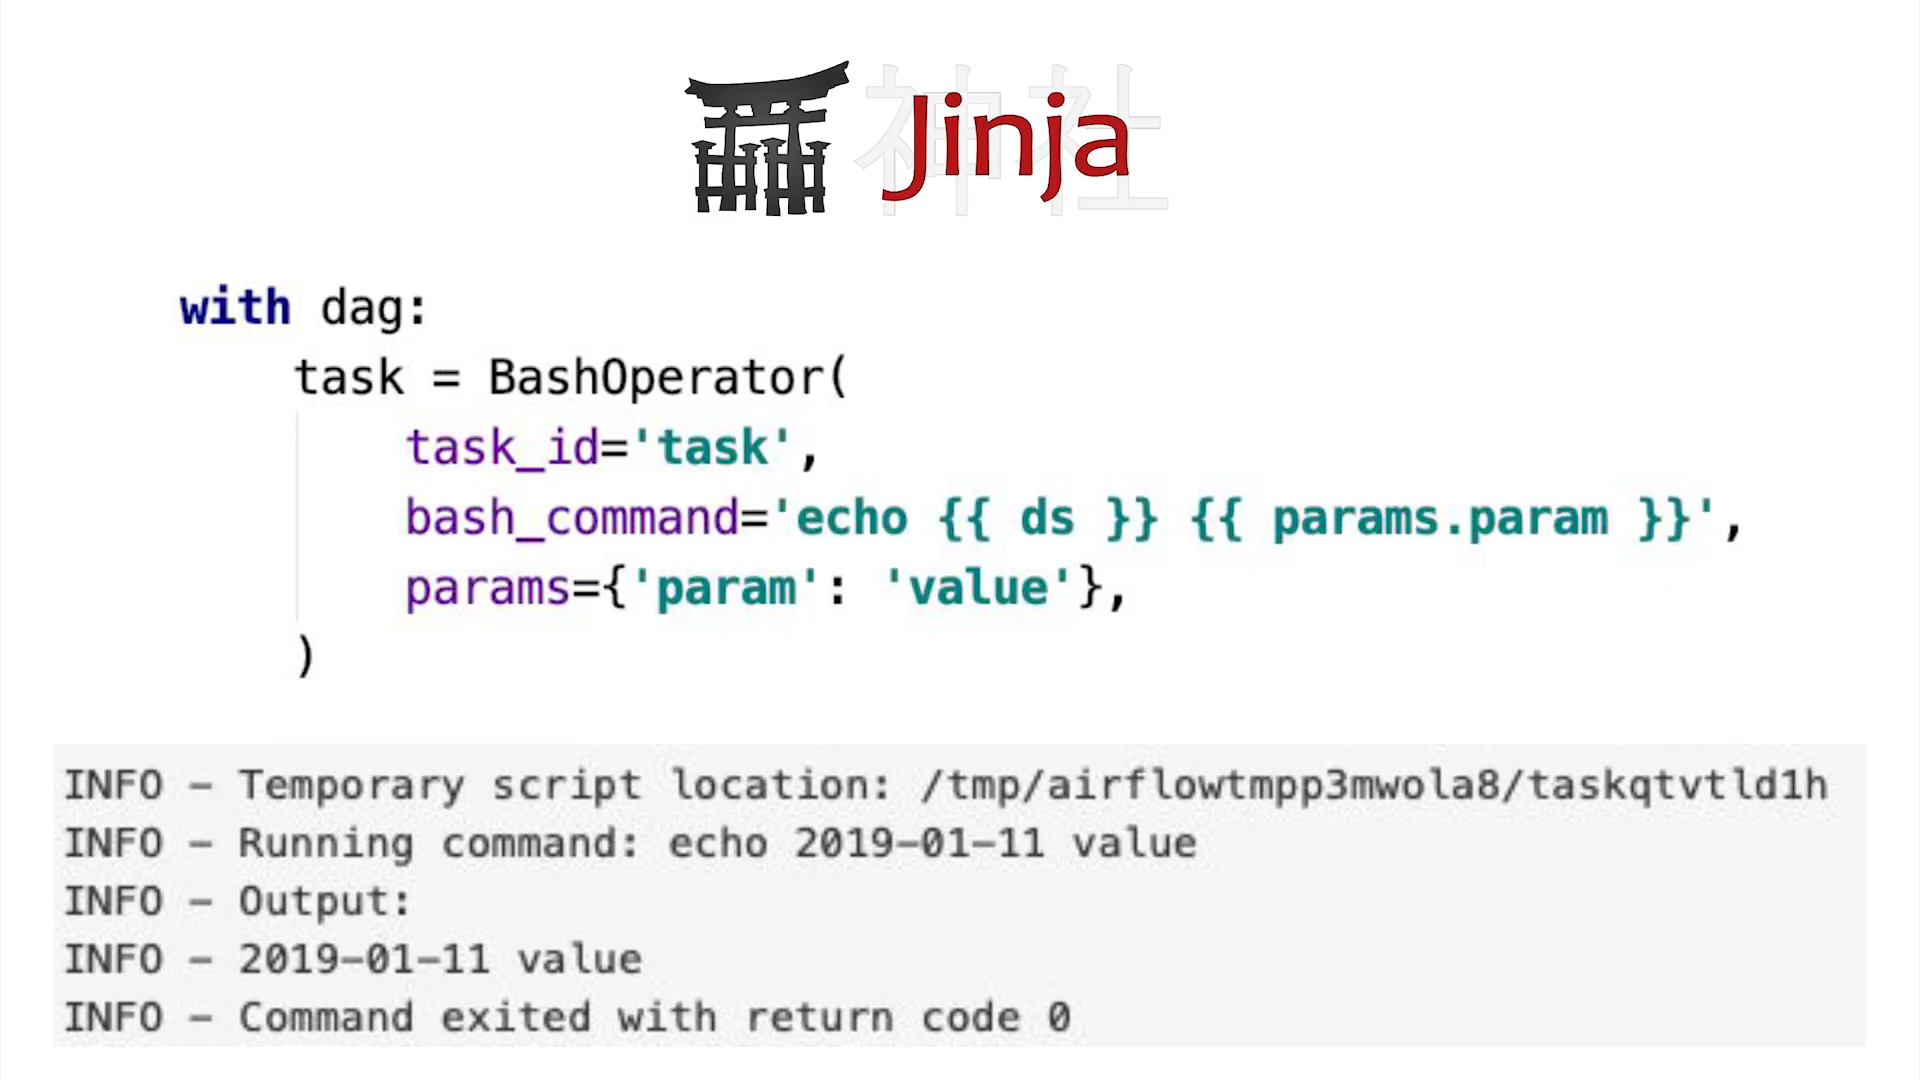 神社 Jinja
with dag:
task = BashOperator(
task_id='task',
bash_command='echo {{ ds }} {{ params.param }}',
params={'param': 'value'},
)
INFO - Temporary script location: /tmp/airflowtmpp3mwola8/taskqtvtld1h
INFO - Running command: echo 2019-01-11 value
INFO - Output:
INFO - 2019-01-11 value
INFO - Command exited with return code 0